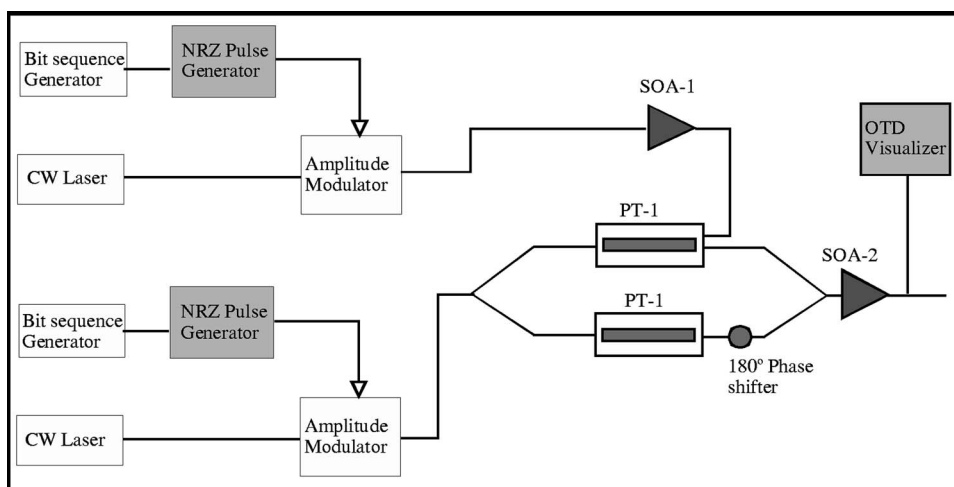 Bit sequence
Generator
NRZ Pulse
Generator
SOA-1
OTD
Visualizer
CW Laser
Amplitude
Modulator
PT-1
SOA-2
Bit sequence
Generator
NRZ Pulse
Generator
PT-1
180º Phase
shifter
CW Laser
Amplitude
Modulator